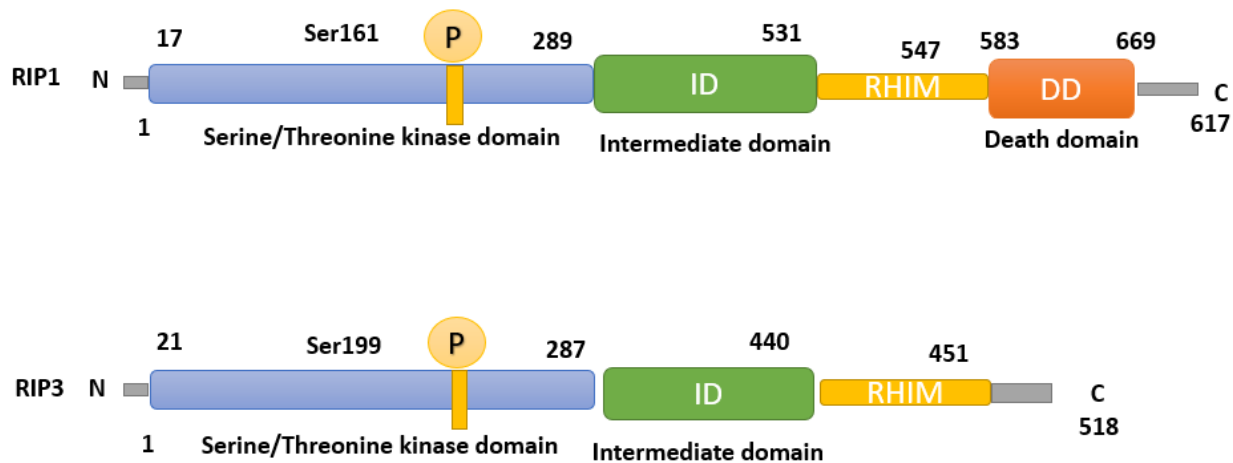 17 Ser161 P 289 531 547 583 669
RIP1 N ID RHIM DD C
1 Serine/Threonine kinase domain Intermediate domain Death domain 617
21 Ser199 P 287 440 451
RIP3 N ID RHIM C
1 Serine/Threonine kinase domain Intermediate domain 518